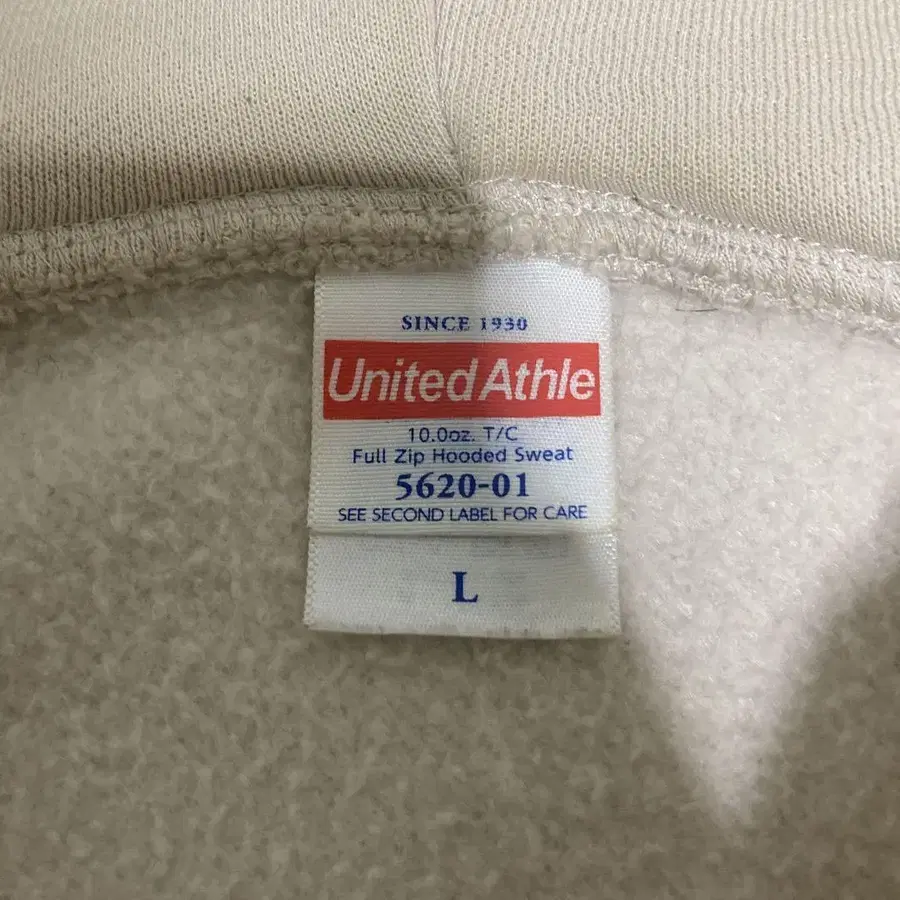 SINCE 1930
United Athle
10.0oz. T/C
Full Zip Hooded Sweat
5620-01
SEE SECOND LABEL FOR CARE
L